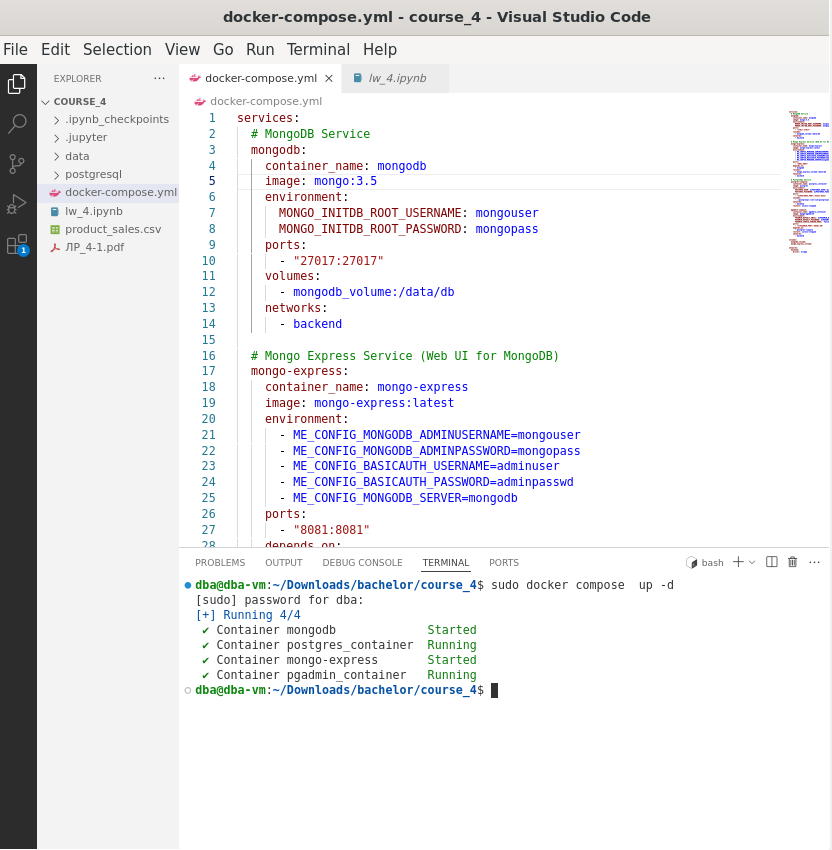 docker-compose.yml - course_4 - Visual Studio Code
File Edit Selection View Go Run Terminal Help
EXPLORER
COURSE_4
.ipynb_checkpoints
.jupyter
data
postgresql
docker-compose.yml
lw_4.ipynb
product_sales.csv
ЛР_4-1.pdf
1
docker-compose.yml
lw_4.ipynb
docker-compose.yml
1 services:
2 # MongoDB Service
3 mongodb:
4 container_name: mongodb
5 image: mongo:3.5
6 environment:
7 MONGO_INITDB_ROOT_USERNAME: mongouser
8 MONGO_INITDB_ROOT_PASSWORD: mongopass
9 ports:
10 - "27017:27017"
11 volumes:
12 - mongodb_volume:/data/db
13 networks:
14 - backend
15
16 # Mongo Express Service (Web UI for MongoDB)
17 mongo-express:
18 container_name: mongo-express
19 image: mongo-express:latest
20 environment:
21 - ME_CONFIG_MONGODB_ADMINUSERNAME=mongouser
22 - ME_CONFIG_MONGODB_ADMINPASSWORD=mongopass
23 - ME_CONFIG_BASICAUTH_USERNAME=adminuser
24 - ME_CONFIG_BASICAUTH_PASSWORD=adminpasswd
25 - ME_CONFIG_MONGODB_SERVER=mongodb
26 ports:
27 - "8081:8081"
28 depends_on:
PROBLEMS OUTPUT DEBUG CONSOLE TERMINAL PORTS
bash
dba@dba-vm:~/Downloads/bachelor/course_4$ sudo docker compose  up -d
[sudo] password for dba:
[+] Running 4/4
✔ Container mongodb Started
✔ Container postgres_container Running
✔ Container mongo-express Started
✔ Container pgadmin_container Running
dba@dba-vm:~/Downloads/bachelor/course_4$